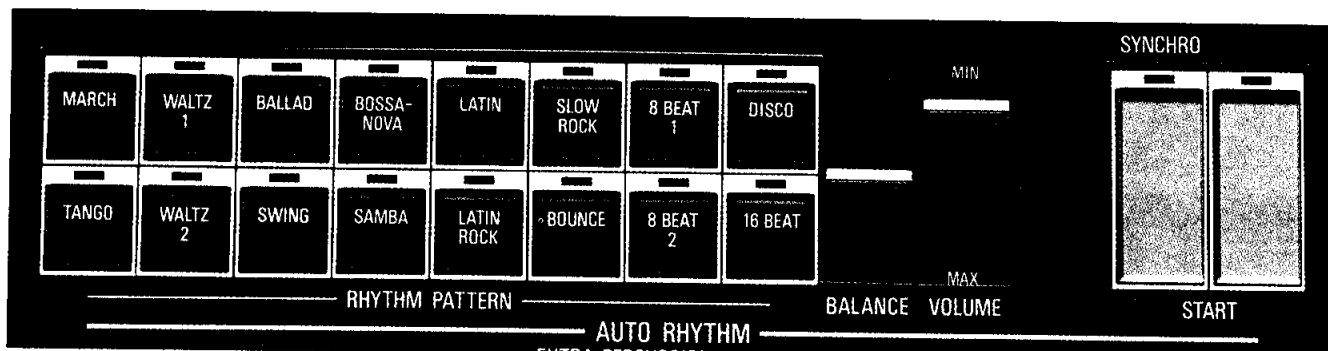 SYNCHRO
MARCH
WALTZ
1
BALLAD
BOSSA-
NOVA
LATIN
SLOW
ROCK
8 BEAT
1
DISCO
MIN
TANGO
WALTZ
2
SWING
SAMBA
LATIN
ROCK
BOUNCE
8 BEAT
2
16 BEAT
MAX
RHYTHM PATTERN
BALANCE
VOLUME
START
AUTO RHYTHM